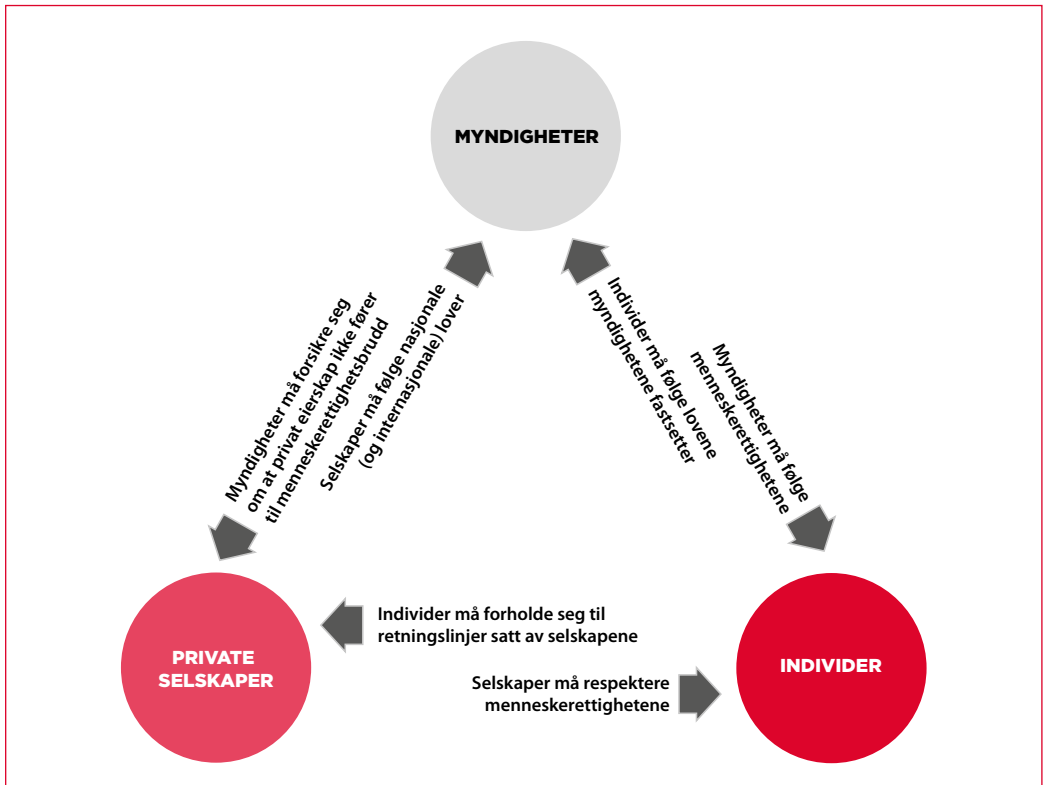 MYNDIGHETER
Myndigheter må forsikre seg
om at privat eierskap ikke fører
til menneskerettighetsbrudd
Selskaper må følge nasjonale
(og internasjonale) lover
Individer må følge lovene
myndighetene fastsetter
Myndigheter må følge
menneskerettighetene
PRIVATE
SELSKAPER
Individer må forholde seg til
retningslinjer satt av selskapene
Selskaper må respektere
menneskerettighetene
INDIVIDER